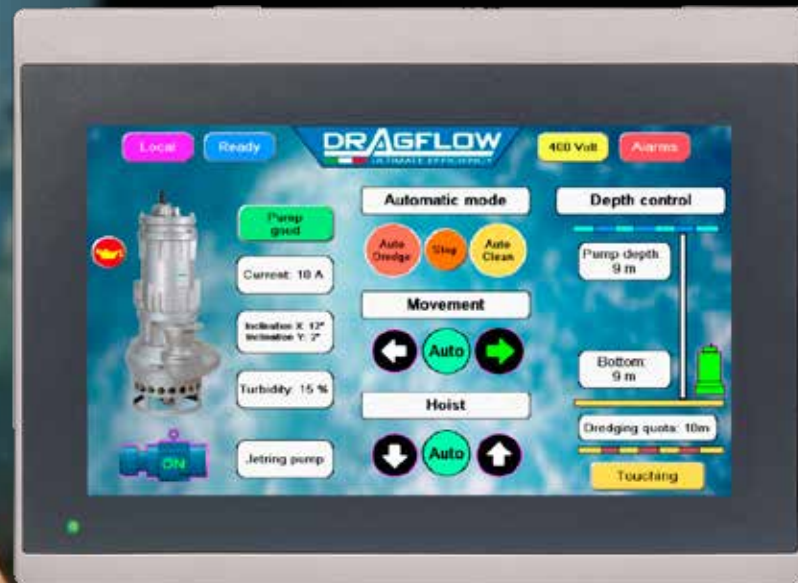 Local
Ready
DRAGFLOW
ULTIMATE EFFICIENCY
400 Volt
Alarms
Pump
good
Current: 10 A
Inclination X: 12°
Inclination Y: 2°
Turbidity: 15 %
ON
Jetring pump
Automatic mode
Auto
Dredge
Stop
Auto
Clean
Movement
Auto
Hoist
Auto
Depth control
Pump depth:
9 m
Bottom:
9 m
Dredging quota: 10m
Touching